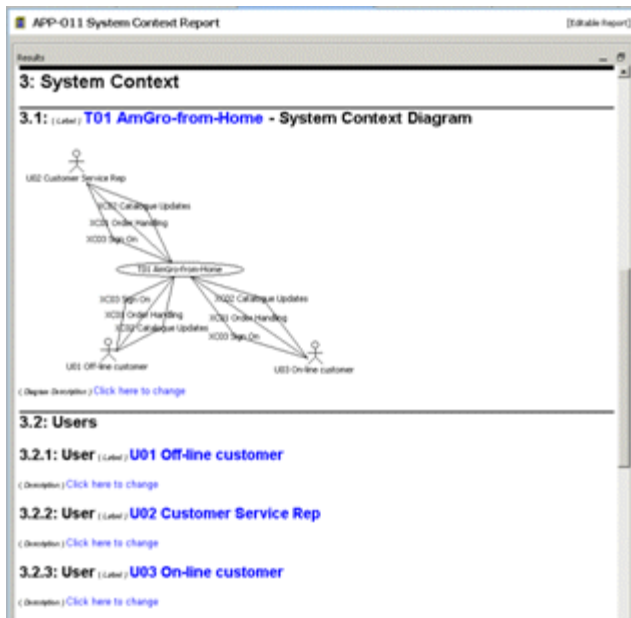 APP-011 System Context Report
[Editable Report]
Results
3: System Context
3.1: (Label) T01 AmGro-from-Home - System Context Diagram
U02 Customer Service Rep
XC02 Catalogue Updates
XC01 Order Handling
XC03 Sign On
T01 AmGro-from-Home
XC03 Sign On
XC02 Catalogue Updates
XC01 Order Handling
XC01 Order Handling
XC02 Catalogue Updates
XC03 Sign On
U01 Off-line customer
U03 On-line customer
(Diagram Description) Click here to change
3.2: Users
3.2.1: User (Label) U01 Off-line customer
(Description) Click here to change
3.2.2: User (Label) U02 Customer Service Rep
(Description) Click here to change
3.2.3: User (Label) U03 On-line customer
(Description) Click here to change